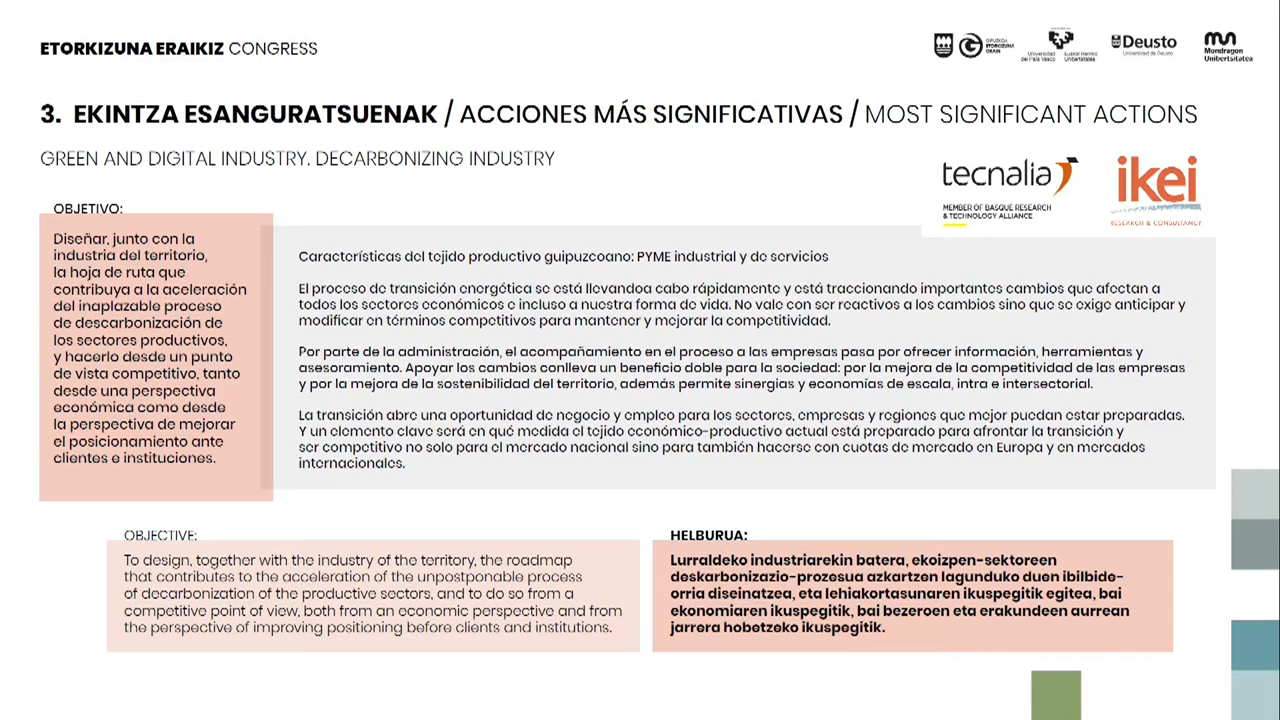 ETORKIZUNA ERAIKIZ CONGRESS
GIPUZKOA
ETORKIZUNA
ORAIN
Universidad del País Vasco
Euskal Herriko Unibertsitatea
Deusto
Universidad de Deusto
Mondragon
Unibertsitatea
3. EKINTZA ESANGURATSUENAK / ACCIONES MÁS SIGNIFICATIVAS / MOST SIGNIFICANT ACTIONS
GREEN AND DIGITAL INDUSTRY. DECARBONIZING INDUSTRY
tecnalia
MEMBER OF BASQUE RESEARCH
& TECHNOLOGY ALLIANCE
ikei
RESEARCH & CONSULTANCY
OBJETIVO:
Diseñar, junto con la
industria del territorio,
la hoja de ruta que
contribuya a la aceleración
del inaplazable proceso
de descarbonización de
los sectores productivos,
y hacerlo desde un punto
de vista competitivo, tanto
desde una perspectiva
económica como desde
la perspectiva de mejorar
el posicionamiento ante
clientes e instituciones.
Características del tejido productivo guipuzcoano: PYME industrial y de servicios
El proceso de transición energética se está llevandoa cabo rápidamente y está traccionando importantes cambios que afectan a
todos los sectores económicos e incluso a nuestra forma de vida. No vale con ser reactivos a los cambios sino que se exige anticipar y
modificar en términos competitivos para mantener y mejorar la competitividad.
Por parte de la administración, el acompañamiento en el proceso a las empresas pasa por ofrecer información, herramientas y
asesoramiento. Apoyar los cambios conlleva un beneficio doble para la sociedad: por la mejora de la competitividad de las empresas
y por la mejora de la sostenibilidad del territorio, además permite sinergias y economías de escala, intra e intersectorial.
La transición abre una oportunidad de negocio y empleo para los sectores, empresas y regiones que mejor puedan estar preparadas.
Y un elemento clave será en qué medida el tejido económico-productivo actual está preparado para afrontar la transición y
ser competitivo no solo para el mercado nacional sino para también hacerse con cuotas de mercado en Europa y en mercados
internacionales.
OBJECTIVE:
To design, together with the industry of the territory, the roadmap
that contributes to the acceleration of the unpostponable process
of decarbonization of the productive sectors, and to do so from a
competitive point of view, both from an economic perspective and from
the perspective of improving positioning before clients and institutions.
HELBURUA:
Lurraldeko industriarekin batera, ekoizpen-sektoreen
deskarbonizazio-prozesua azkartzen lagunduko duen ibilbide-
orria diseinatzea, eta lehiakortasunaren ikuspegitik egitea, bai
ekonomiaren ikuspegitik, bai bezeroen eta erakundeen aurrean
jarrera hobetzeko ikuspegitik.